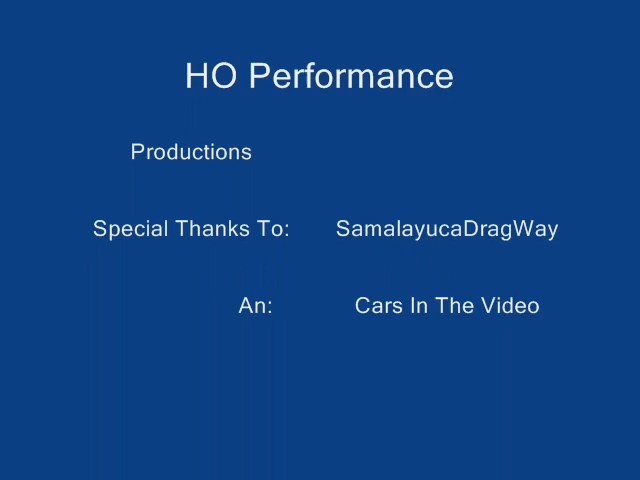 HO Performance
Productions
Special Thanks To: SamalayucaDragWay
An: Cars In The Video